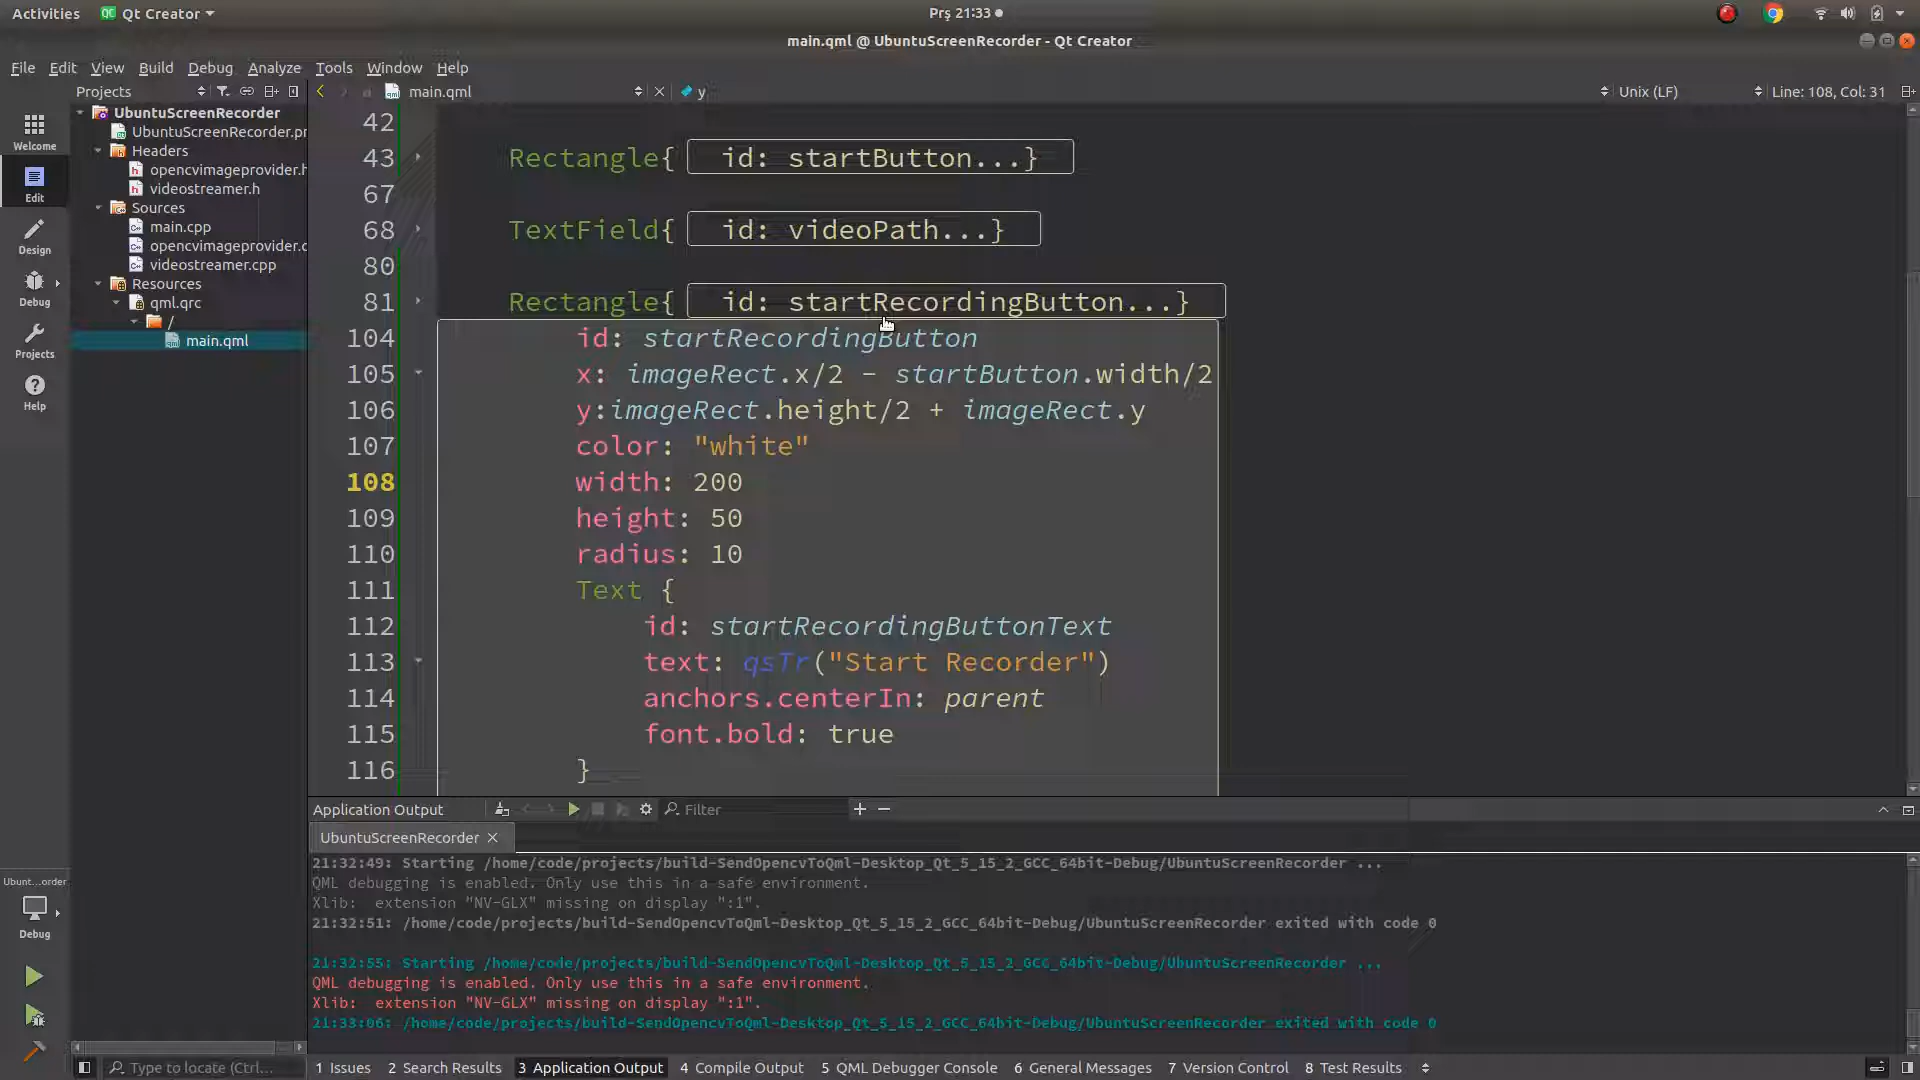 Activities Qt Creator Prş 21:33
main.qml @ UbuntuScreenRecorder - Qt Creator
File Edit View Build Debug Analyze Tools Window Help
Projects main.qml y Unix (LF) Line: 108, Col: 31
UbuntuScreenRecorder
UbuntuScreenRecorder.pr
Headers
opencvimageprovider.h
videostreamer.h
Sources
main.cpp
opencvimageprovider.c
videostreamer.cpp
Resources
qml.qrc
/
main.qml
Welcome
Edit
Design
Debug
Projects
Help
42
43 Rectangle{ id: startButton...}
67
68 TextField{ id: videoPath...}
80
81 Rectangle{ id: startRecordingButton...}
104 id: startRecordingButton
105 x: imageRect.x/2 - startButton.width/2
106 y:imageRect.height/2 + imageRect.y
107 color: "white"
108 width: 200
109 height: 50
110 radius: 10
111 Text {
112 id: startRecordingButtonText
113 text: qsTr("Start Recorder")
114 anchors.centerIn: parent
115 font.bold: true
116 }
Application Output Filter
UbuntuScreenRecorder
21:32:49: Starting /home/code/projects/build-SendOpencvToQml-Desktop_Qt_5_15_2_GCC_64bit-Debug/UbuntuScreenRecorder ...
QML debugging is enabled. Only use this in a safe environment.
Xlib: extension "NV-GLX" missing on display ":1".
21:32:51: /home/code/projects/build-SendOpencvToQml-Desktop_Qt_5_15_2_GCC_64bit-Debug/UbuntuScreenRecorder exited with code 0
21:32:55: Starting /home/code/projects/build-SendOpencvToQml-Desktop_Qt_5_15_2_GCC_64bit-Debug/UbuntuScreenRecorder ...
QML debugging is enabled. Only use this in a safe environment.
Xlib: extension "NV-GLX" missing on display ":1".
21:33:06: /home/code/projects/build-SendOpencvToQml-Desktop_Qt_5_15_2_GCC_64bit-Debug/UbuntuScreenRecorder exited with code 0
Ubunt...order
Debug
Type to locate (Ctrl... 1 Issues 2 Search Results 3 Application Output 4 Compile Output 5 QML Debugger Console 6 General Messages 7 Version Control 8 Test Results